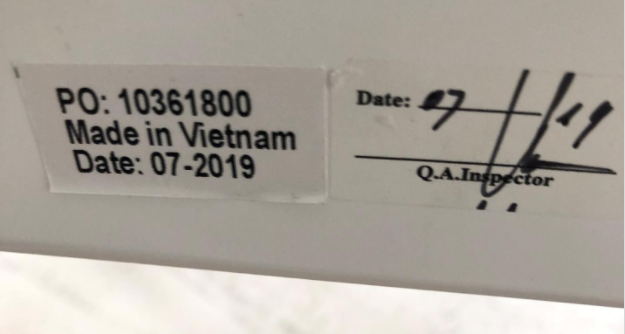 PO: 10361800
Made in Vietnam
Date: 07-2019
Date: 07/19
Q.A.Inspector